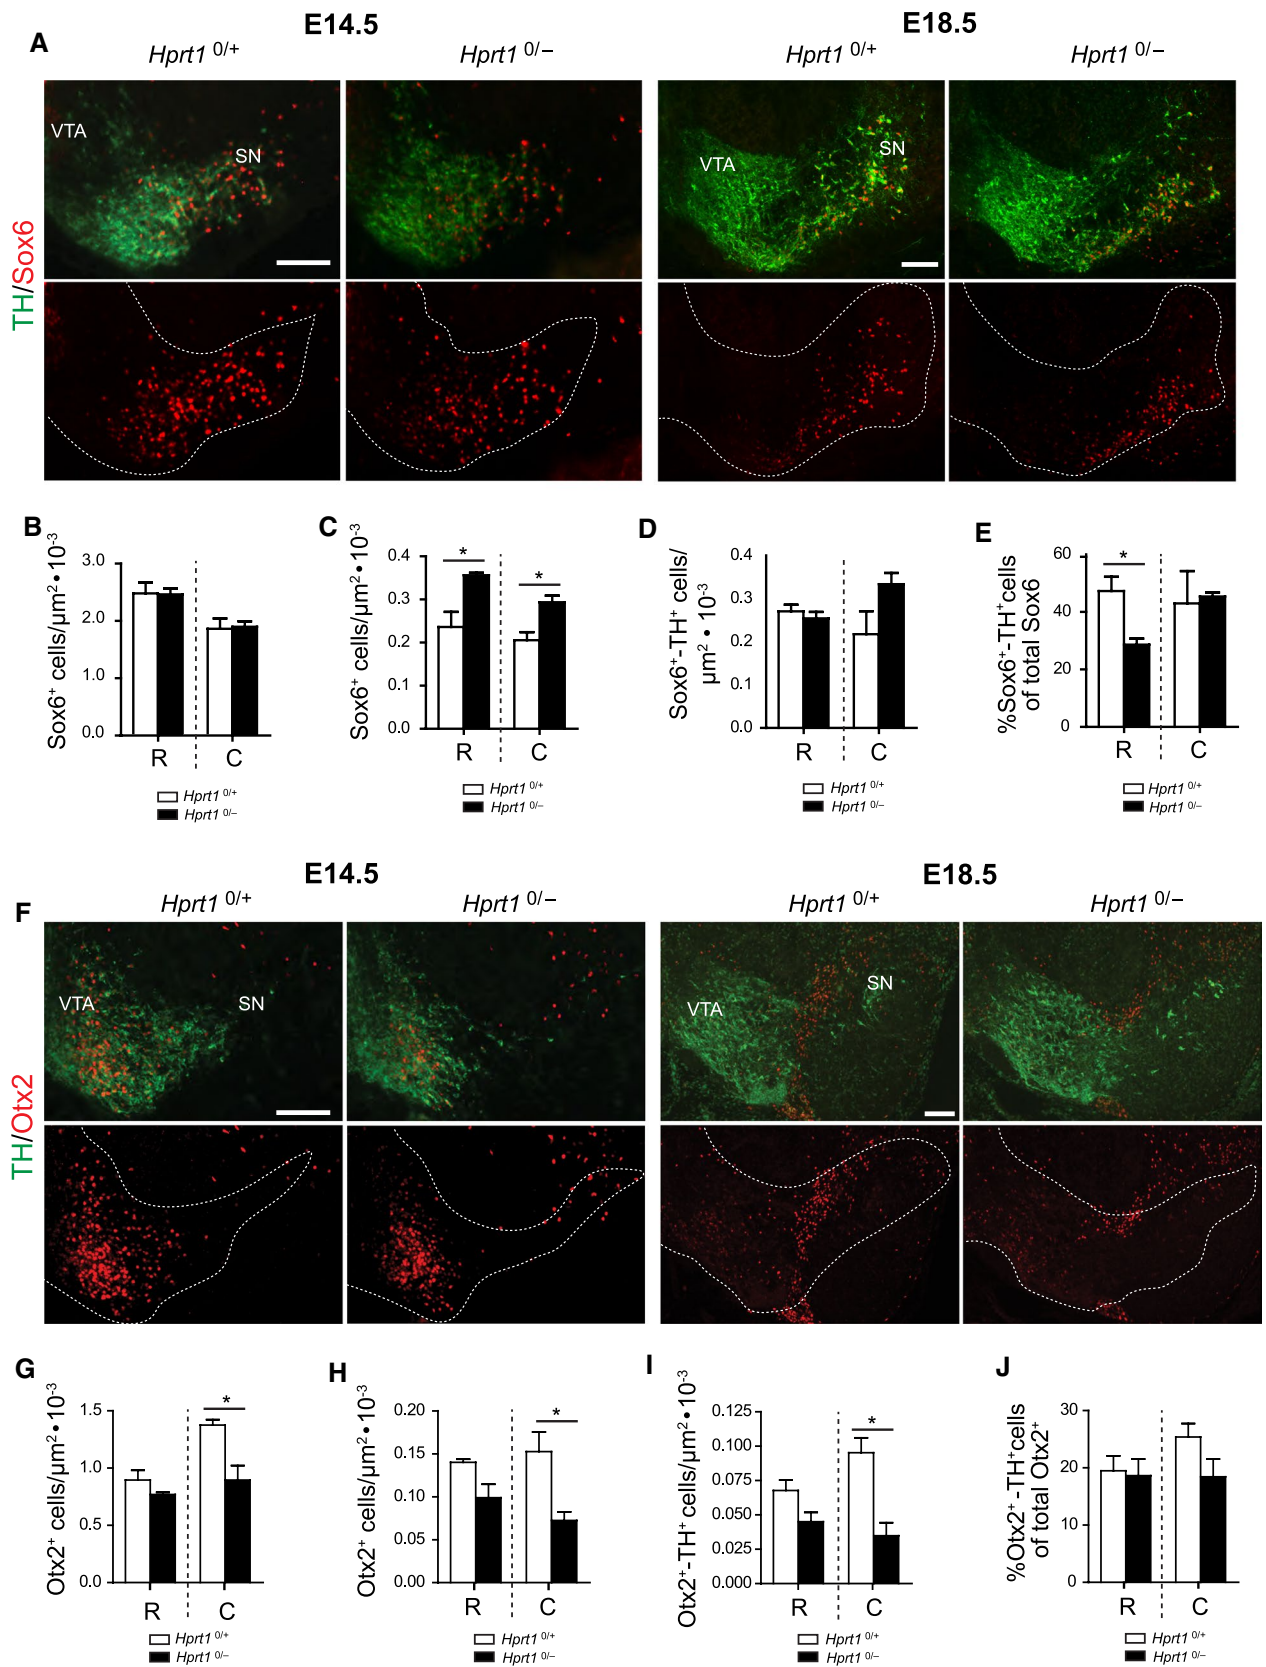 E14.5
E18.5
A
Hprt1 0/+
Hprt1 0/–
Hprt1 0/+
Hprt1 0/–
TH/Sox6
VTA
SN
VTA
SN
B
Sox6⁺ cells/µm²•10⁻³
3.0
2.0
1.0
0.0
R
C
Hprt1 0/+
Hprt1 0/–
C
Sox6⁺ cells/µm²•10⁻³
0.4
0.3
0.2
0.1
0.0
*
*
R
C
Hprt1 0/+
Hprt1 0/–
D
Sox6⁺-TH⁺ cells/
µm² • 10⁻³
0.4
0.3
0.2
0.1
0.0
R
C
Hprt1 0/+
Hprt1 0/–
E
%Sox6⁺-TH⁺cells
of total Sox6
60
40
20
0
*
R
C
Hprt1 0/+
Hprt1 0/–
E14.5
E18.5
F
Hprt1 0/+
Hprt1 0/–
Hprt1 0/+
Hprt1 0/–
TH/Otx2
VTA
SN
VTA
SN
G
Otx2⁺ cells/µm²•10⁻³
1.5
1.0
0.5
0.0
*
R
C
Hprt1 0/+
Hprt1 0/–
H
Otx2⁺ cells/µm²•10⁻³
0.20
0.15
0.10
0.05
0.00
*
R
C
Hprt1 0/+
Hprt1 0/–
I
Otx2⁺-TH⁺ cells/µm²•10⁻³
0.125
0.100
0.075
0.050
0.025
0.000
*
R
C
Hprt1 0/+
Hprt1 0/–
J
%Otx2⁺-TH⁺cells
of total Otx2⁺
30
20
10
0
R
C
Hprt1 0/+
Hprt1 0/–